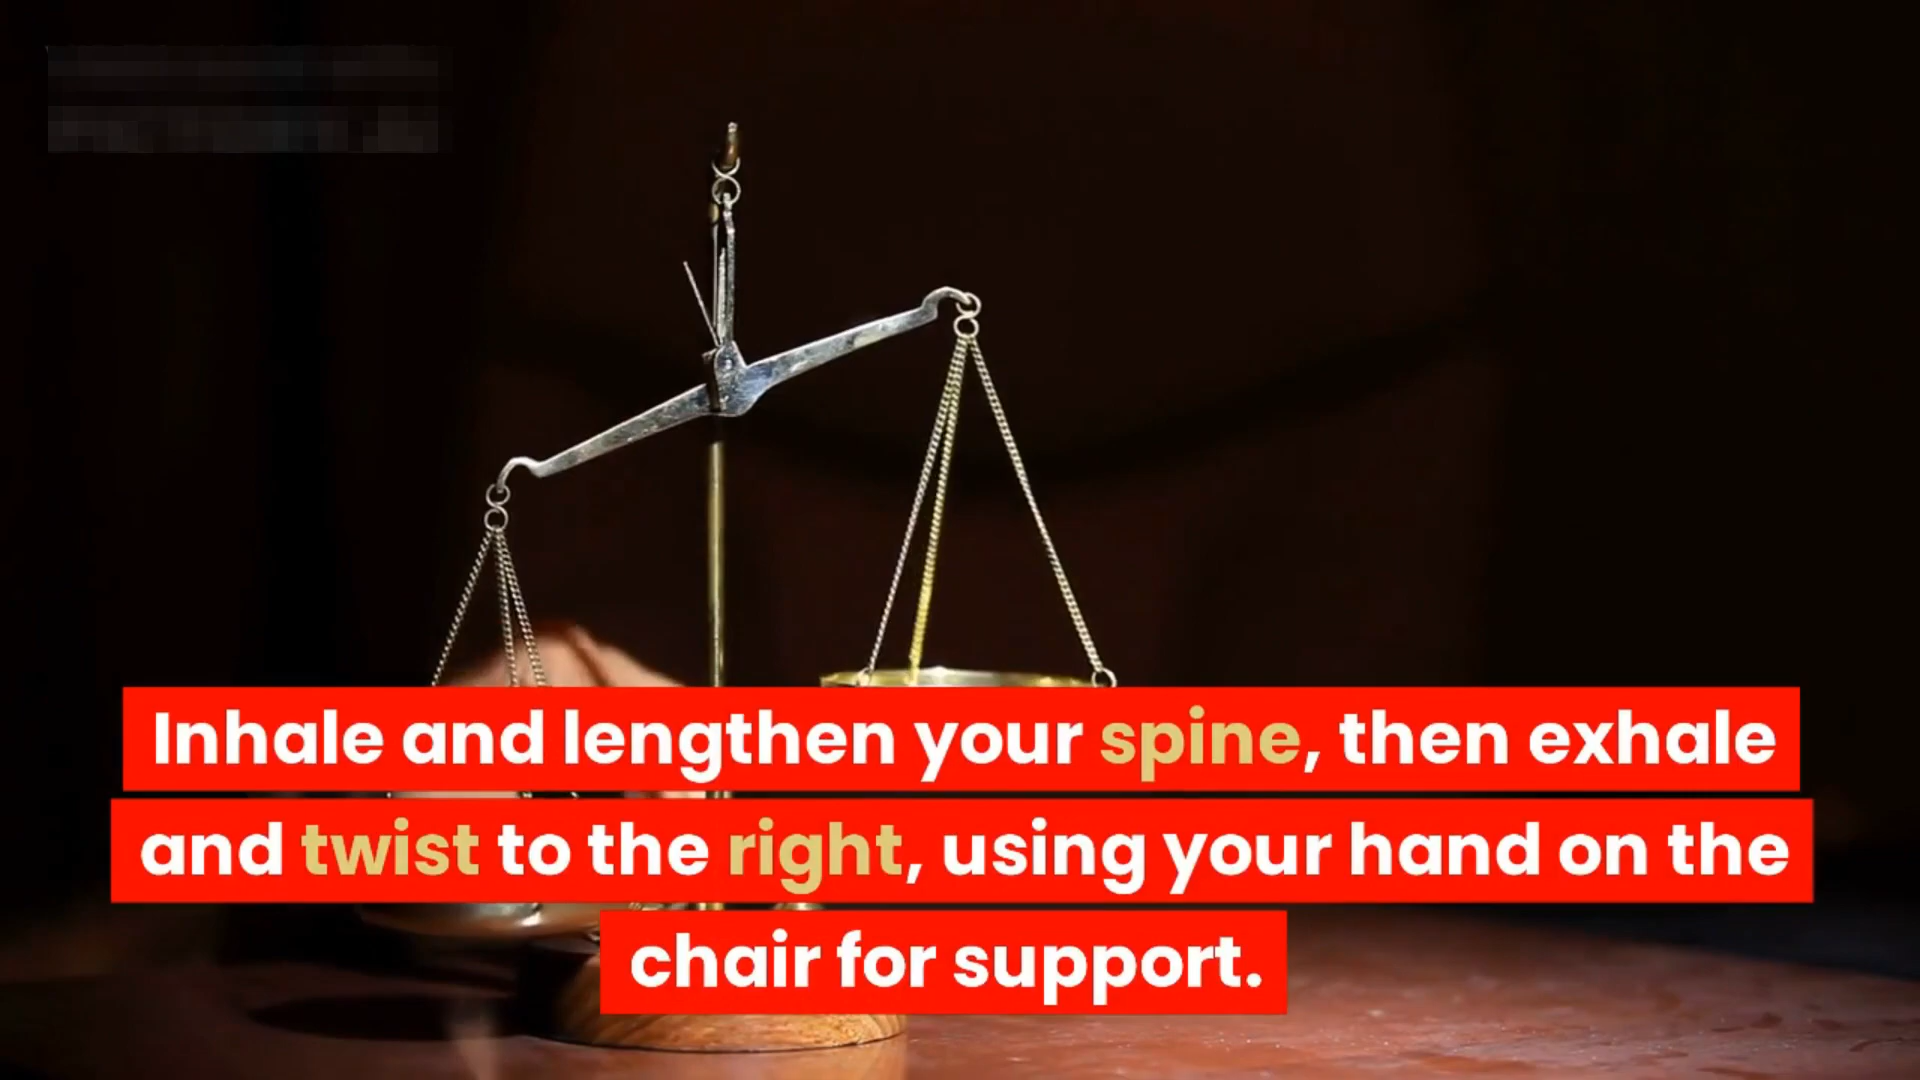 Inhale and lengthen your spine, then exhale
and twist to the right, using your hand on the
chair for support.